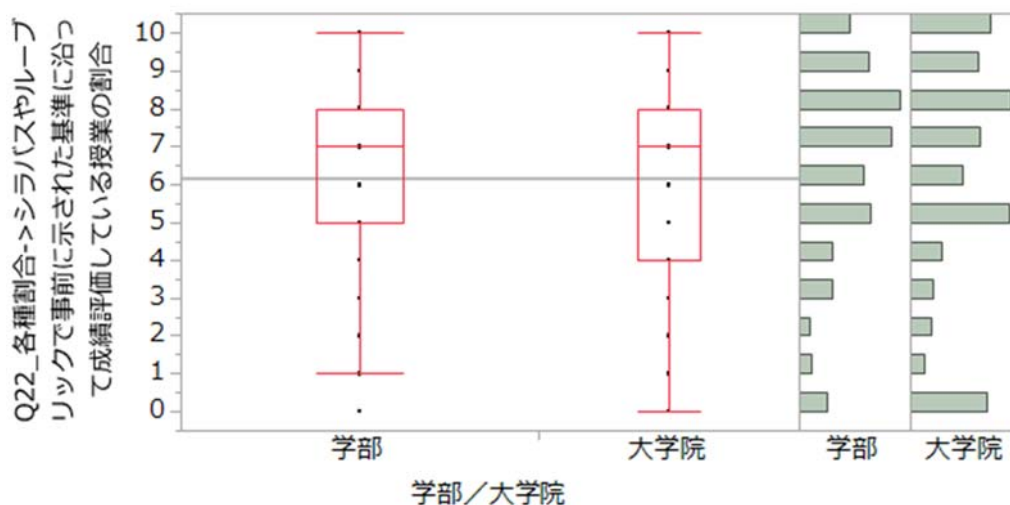 Q22_各種割合->シラバスやループ
リックで事前に示された基準に沿っ
て成績評価している授業の割合
10
9
8
7
6
5
4
3
2
1
0
学部
大学院
学部
大学院
学部／大学院